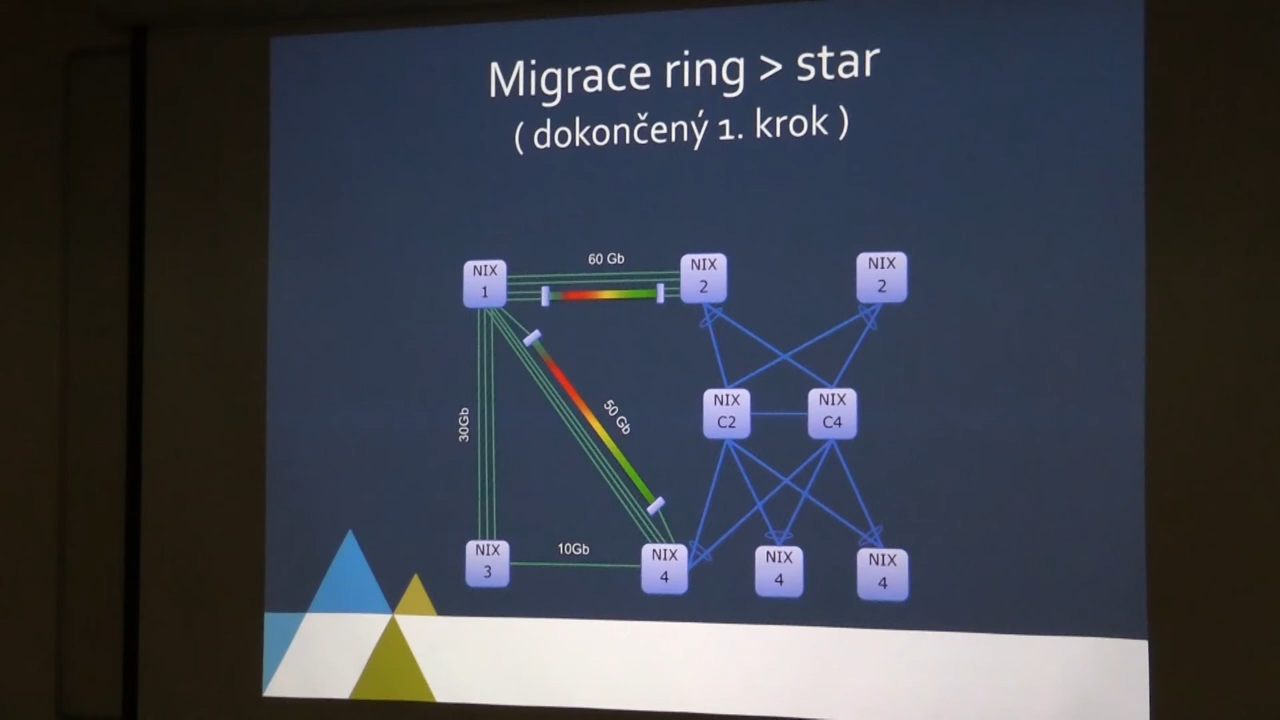 Migrace ring > star
( dokončený 1. krok )
60 Gb
NIX
1
NIX
2
NIX
2
50 Gb
30Gb
NIX
C2
NIX
C4
10Gb
NIX
3
NIX
4
NIX
4
NIX
4